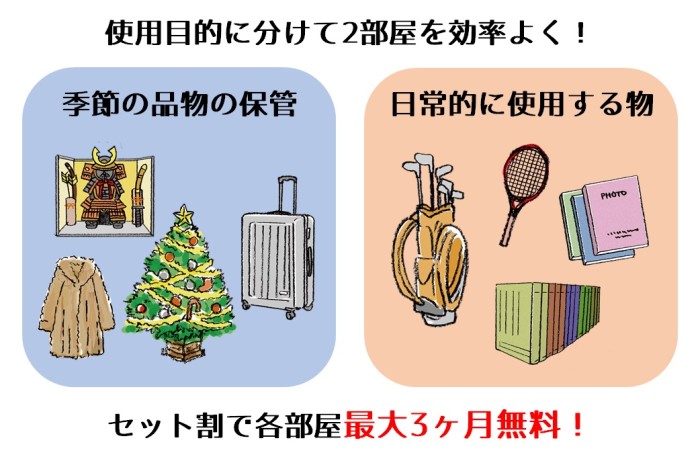 使用目的に分けて2部屋を効率よく！
季節の品物の保管
日常的に使用する物
PHOTO
セット割で各部屋最大3ヶ月無料！